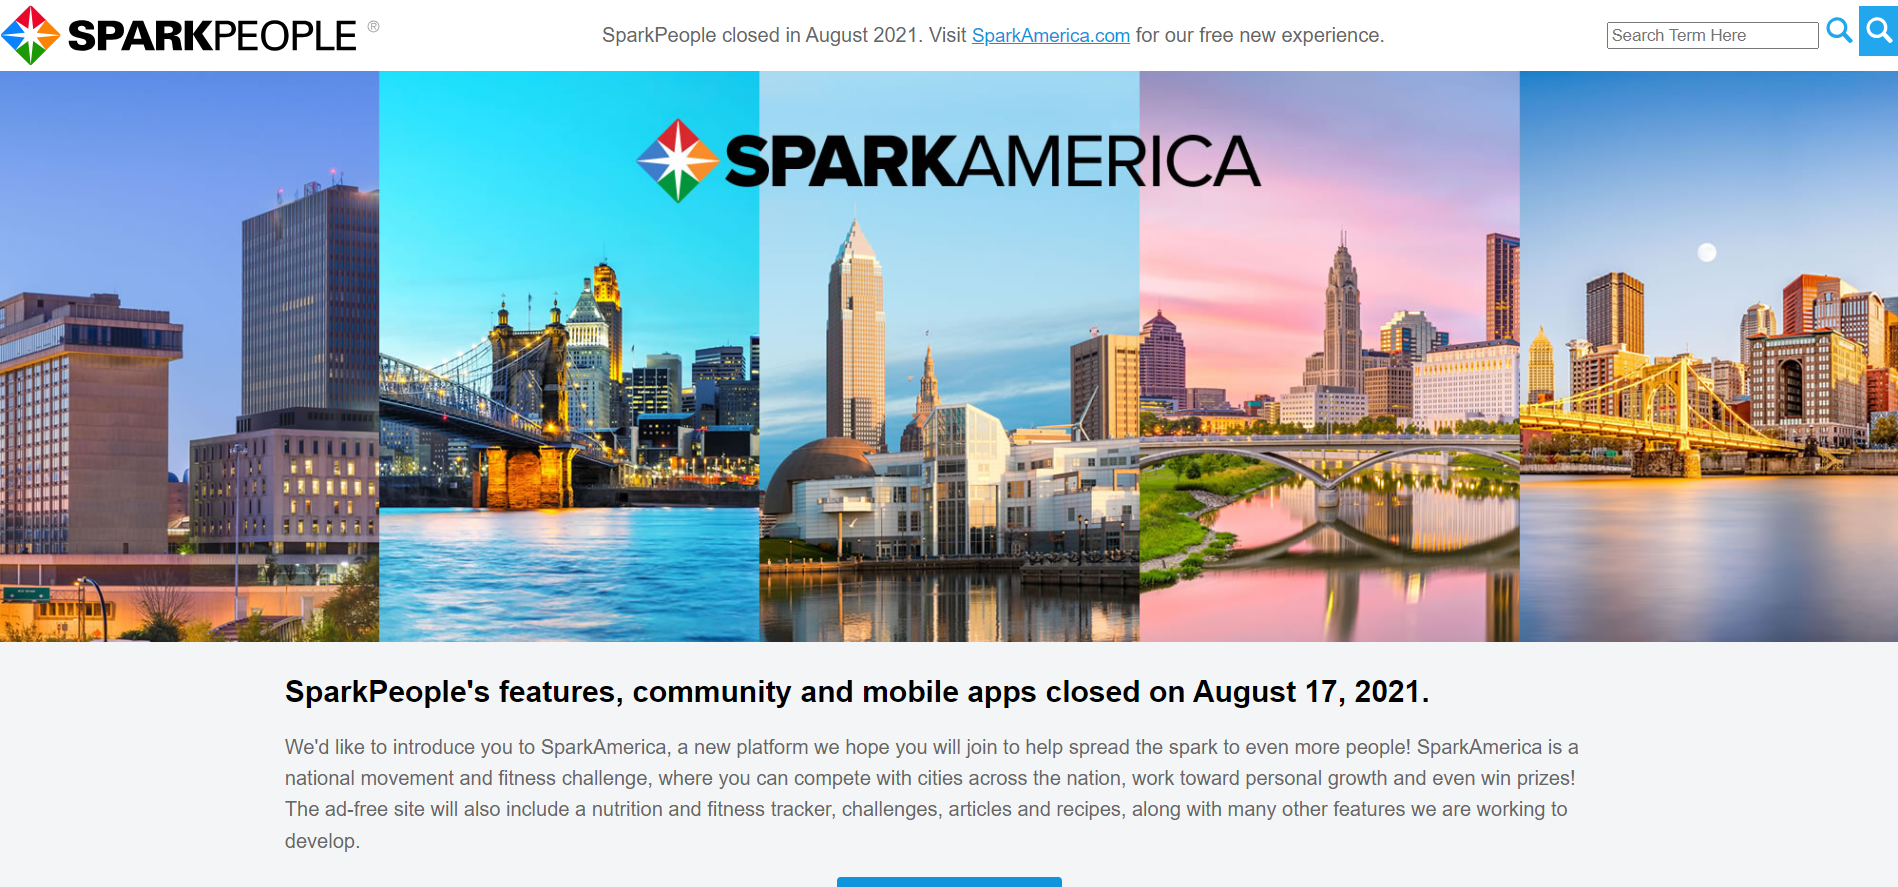 SPARKPEOPLE ®
SparkPeople closed in August 2021. Visit SparkAmerica.com for our free new experience.
Search Term Here
SPARKAMERICA
SparkPeople's features, community and mobile apps closed on August 17, 2021.
We'd like to introduce you to SparkAmerica, a new platform we hope you will join to help spread the spark to even more people! SparkAmerica is a
national movement and fitness challenge, where you can compete with cities across the nation, work toward personal growth and even win prizes!
The ad-free site will also include a nutrition and fitness tracker, challenges, articles and recipes, along with many other features we are working to
develop.